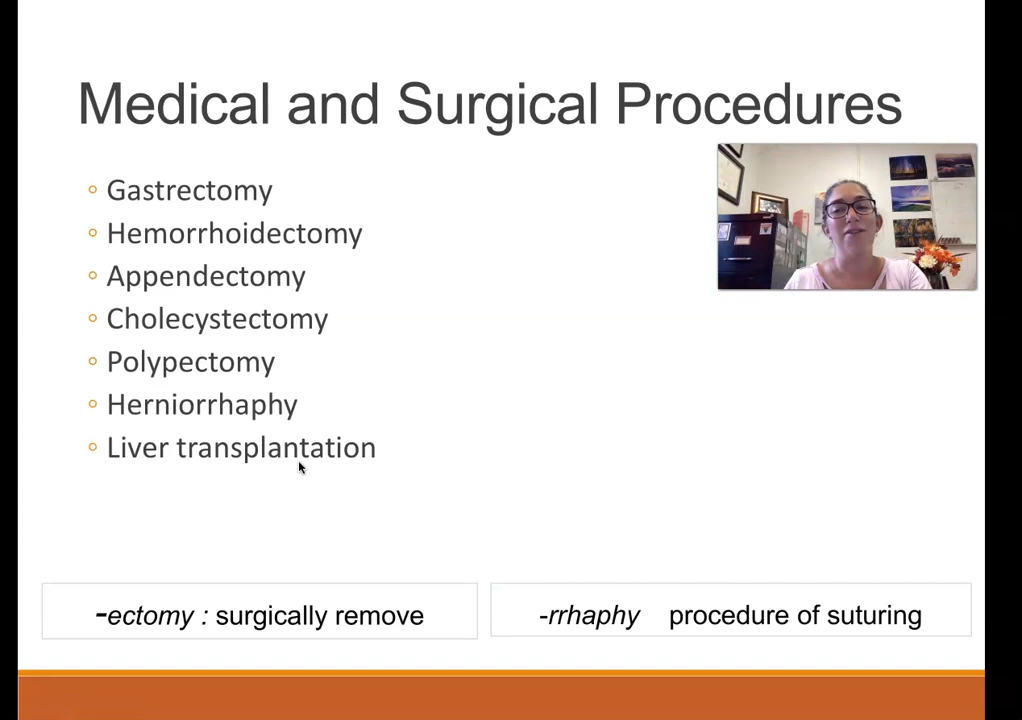 Medical and Surgical Procedures
Gastrectomy
Hemorrhoidectomy
Appendectomy
Cholecystectomy
Polypectomy
Herniorrhaphy
Liver transplantation
-ectomy : surgically remove
-rrhaphy procedure of suturing